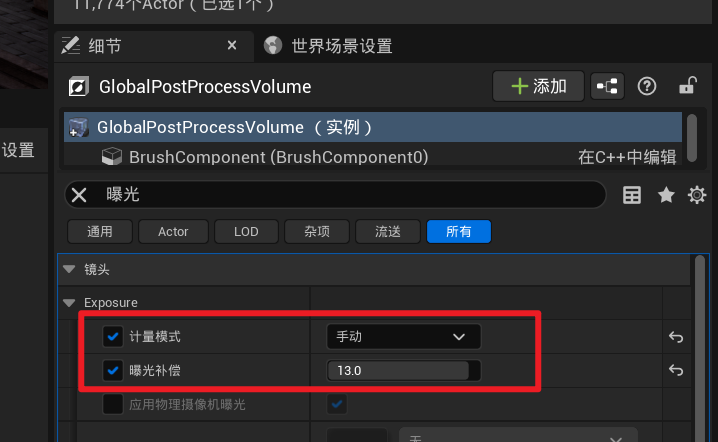 11,774个Actor（已选1个）
细节
世界场景设置
GlobalPostProcessVolume
添加
GlobalPostProcessVolume （实例）
BrushComponent (BrushComponent0) 在C++中编辑
设置
曝光
通用 Actor LOD 杂项 流送 所有
镜头
Exposure
计量模式 手动
曝光补偿 13.0
应用物理摄像机曝光
无